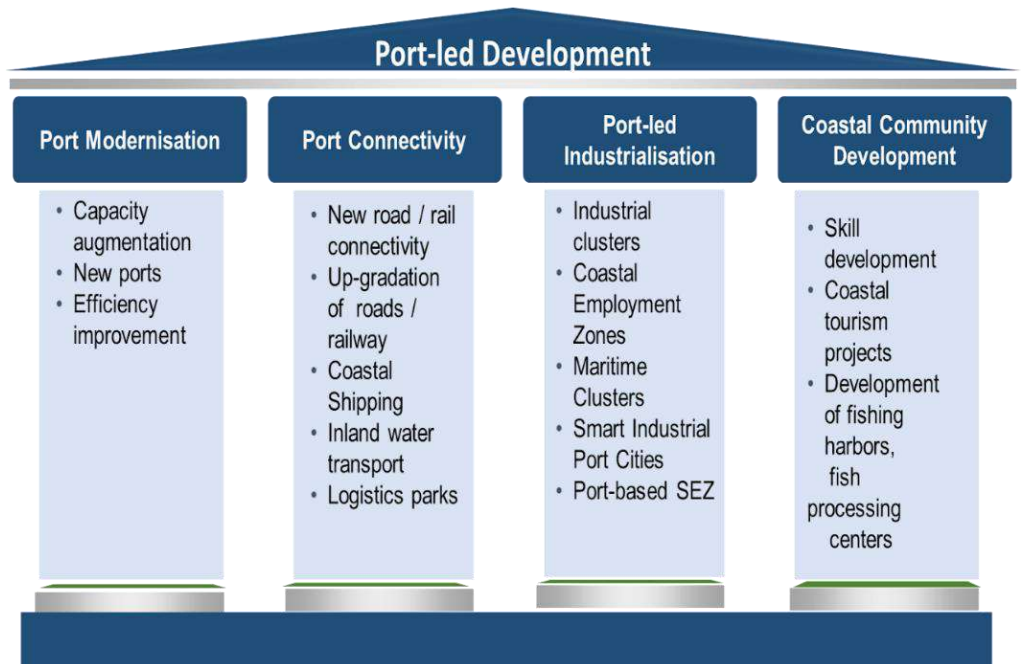 Port-led Development
Port Modernisation
• Capacity
augmentation
• New ports
• Efficiency
improvement
Port Connectivity
• New road / rail
connectivity
• Up-gradation
of roads /
railway
• Coastal
Shipping
• Inland water
transport
• Logistics parks
Port-led
Industrialisation
• Industrial
clusters
• Coastal
Employment
Zones
• Maritime
Clusters
• Smart Industrial
Port Cities
• Port-based SEZ
Coastal Community
Development
• Skill
development
• Coastal
tourism
projects
• Development
of fishing
harbors,
fish
processing
centers